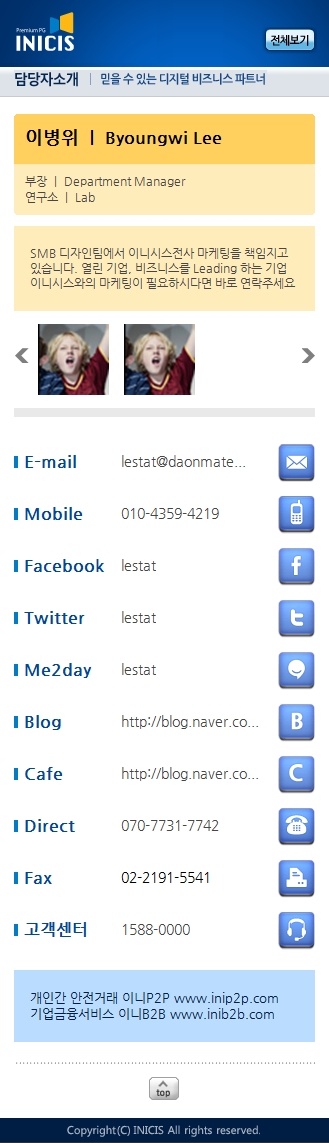 Premium PG
INICIS
전체보기
담당자소개 | 믿을 수 있는 디지털 비즈니스 파트너
이병위 | Byoungwi Lee
부장 | Department Manager
연구소 | Lab
SMB 디자인팀에서 이니시스전사 마케팅을 책임지고
있습니다. 열린 기업, 비즈니스를 Leading 하는 기업
이니시스와의 마케팅이 필요하시다면 바로 연락주세요
E-mail lestat@daonmate...
Mobile 010-4359-4219
Facebook lestat f
Twitter lestat t
Me2day lestat
Blog http://blog.naver.co... B
Cafe http://blog.naver.co... C
Direct 070-7731-7742
Fax 02-2191-5541
고객센터 1588-0000
개인간 안전거래 이니P2P www.inip2p.com
기업금융서비스 이니B2B www.inib2b.com
top
Copyright(C) INICIS All rights reserved.